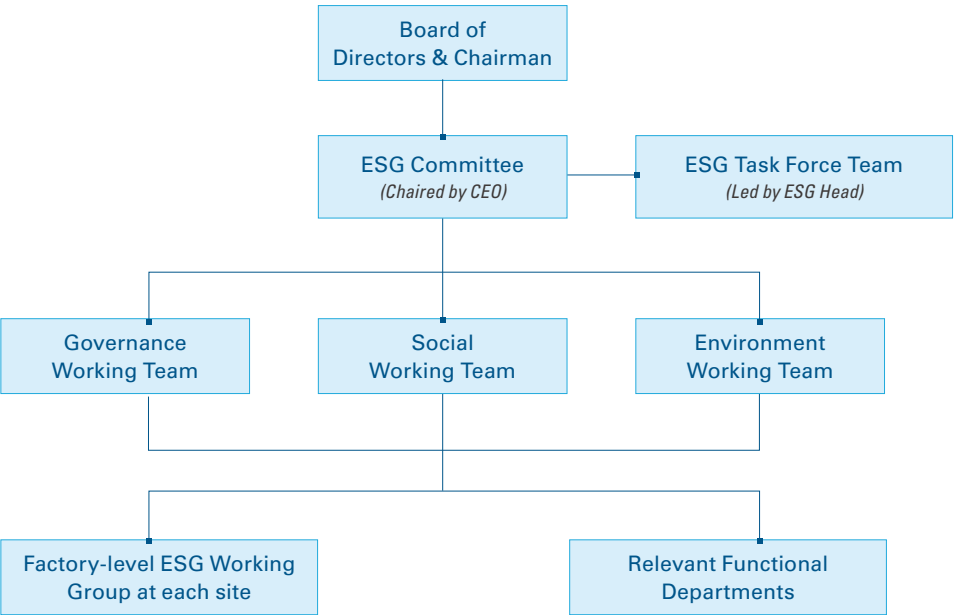 Board of
Directors & Chairman
ESG Committee
(Chaired by CEO)
ESG Task Force Team
(Led by ESG Head)
Governance
Working Team
Social
Working Team
Environment
Working Team
Factory-level ESG Working
Group at each site
Relevant Functional
Departments